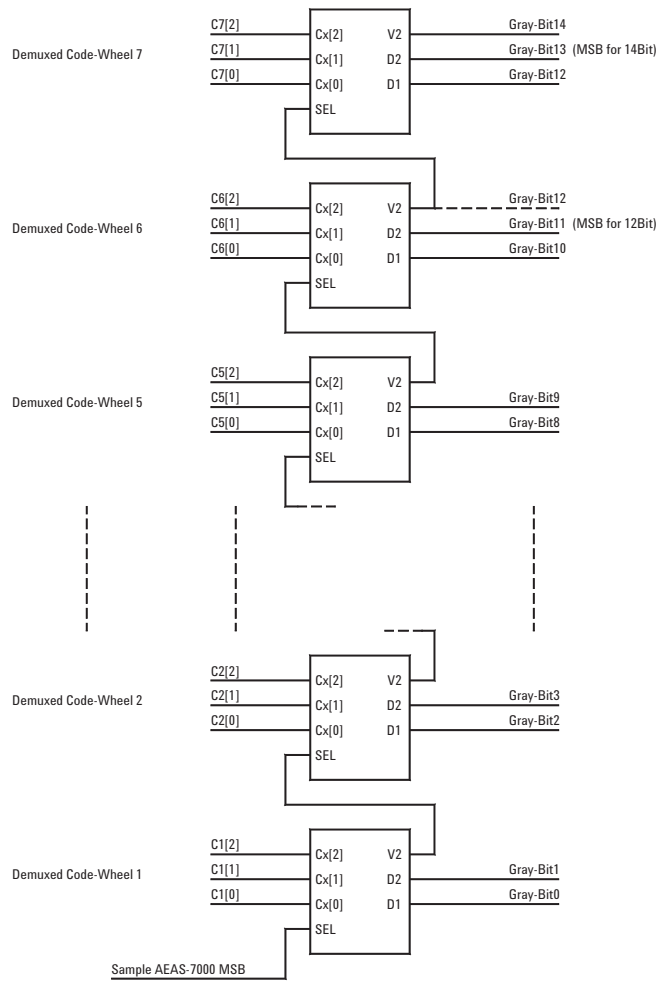 C7[2] Cx[2] V2 Gray-Bit14
Demuxed Code-Wheel 7 C7[1] Cx[1] D2 Gray-Bit13 (MSB for 14Bit)
C7[0] Cx[0] D1 Gray-Bit12
SEL
C6[2] Cx[2] V2 Gray-Bit12
Demuxed Code-Wheel 6 C6[1] Cx[1] D2 Gray-Bit11 (MSB for 12Bit)
C6[0] Cx[0] D1 Gray-Bit10
SEL
C5[2] Cx[2] V2
Demuxed Code-Wheel 5 C5[1] Cx[1] D2 Gray-Bit9
C5[0] Cx[0] D1 Gray-Bit8
SEL
C2[2] Cx[2] V2
Demuxed Code-Wheel 2 C2[1] Cx[1] D2 Gray-Bit3
C2[0] Cx[0] D1 Gray-Bit2
SEL
C1[2] Cx[2] V2
Demuxed Code-Wheel 1 C1[1] Cx[1] D2 Gray-Bit1
C1[0] Cx[0] D1 Gray-Bit0
SEL
Sample AEAS-7000 MSB